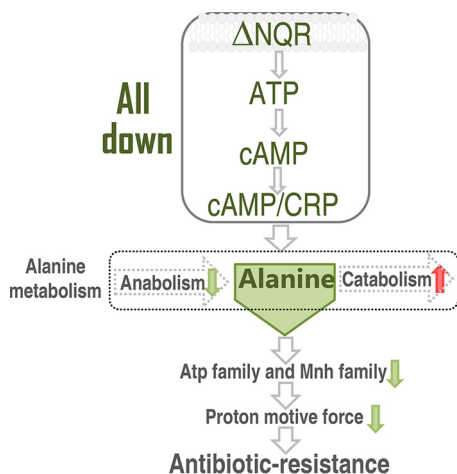 ΔNQR
ATP
All
down
cAMP
cAMP/CRP
Alanine
metabolism
Anabolism
Alanine
Catabolism
Atp family and Mnh family
Proton motive force
Antibiotic-resistance